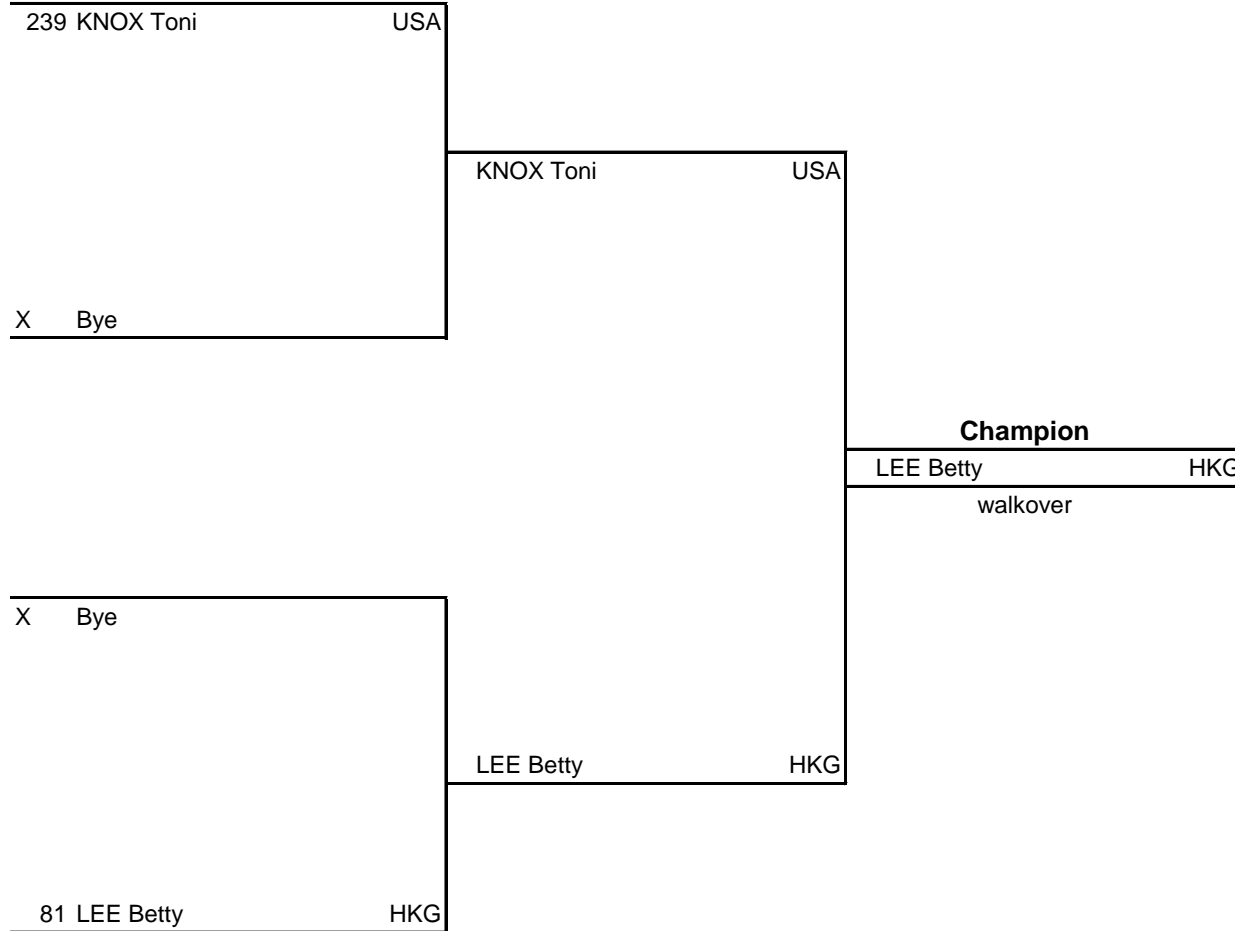 239 KNOX Toni USA
KNOX Toni USA
X Bye
Champion
LEE Betty HKG
walkover
X Bye
LEE Betty HKG
81 LEE Betty HKG